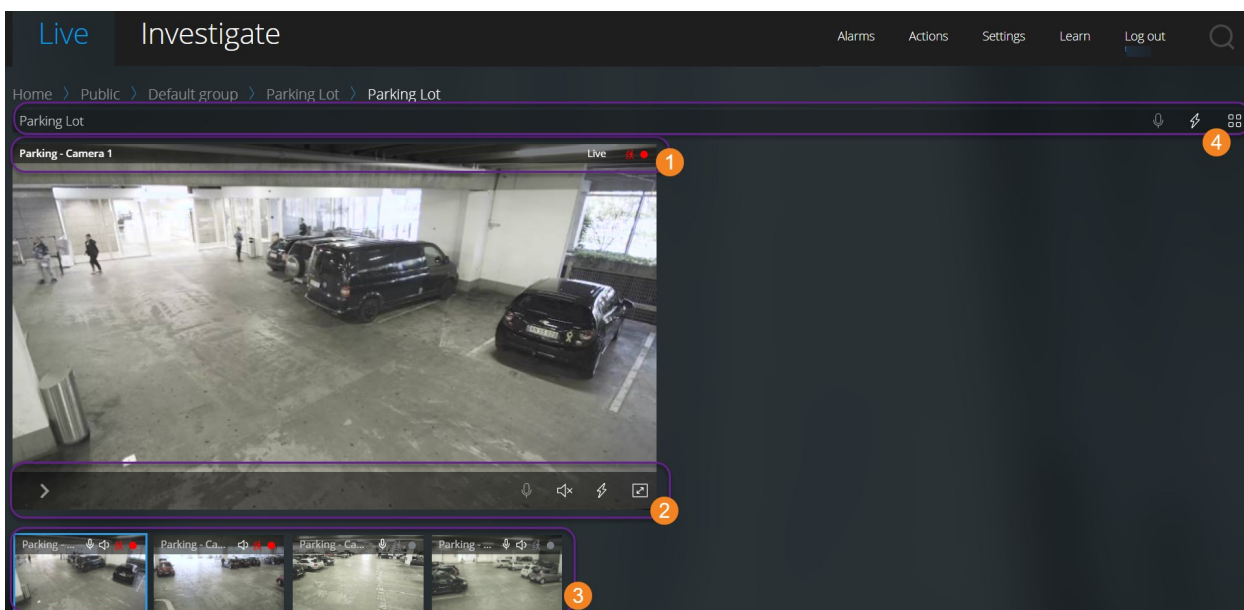 Live Investigate Alarms Actions Settings Learn Log out
Home > Public > Default group > Parking Lot > Parking Lot
Parking Lot
4
Parking - Camera 1 Live
1
2
Parking - ... Parking - Ca... Parking - Ca... Parking - ...
3